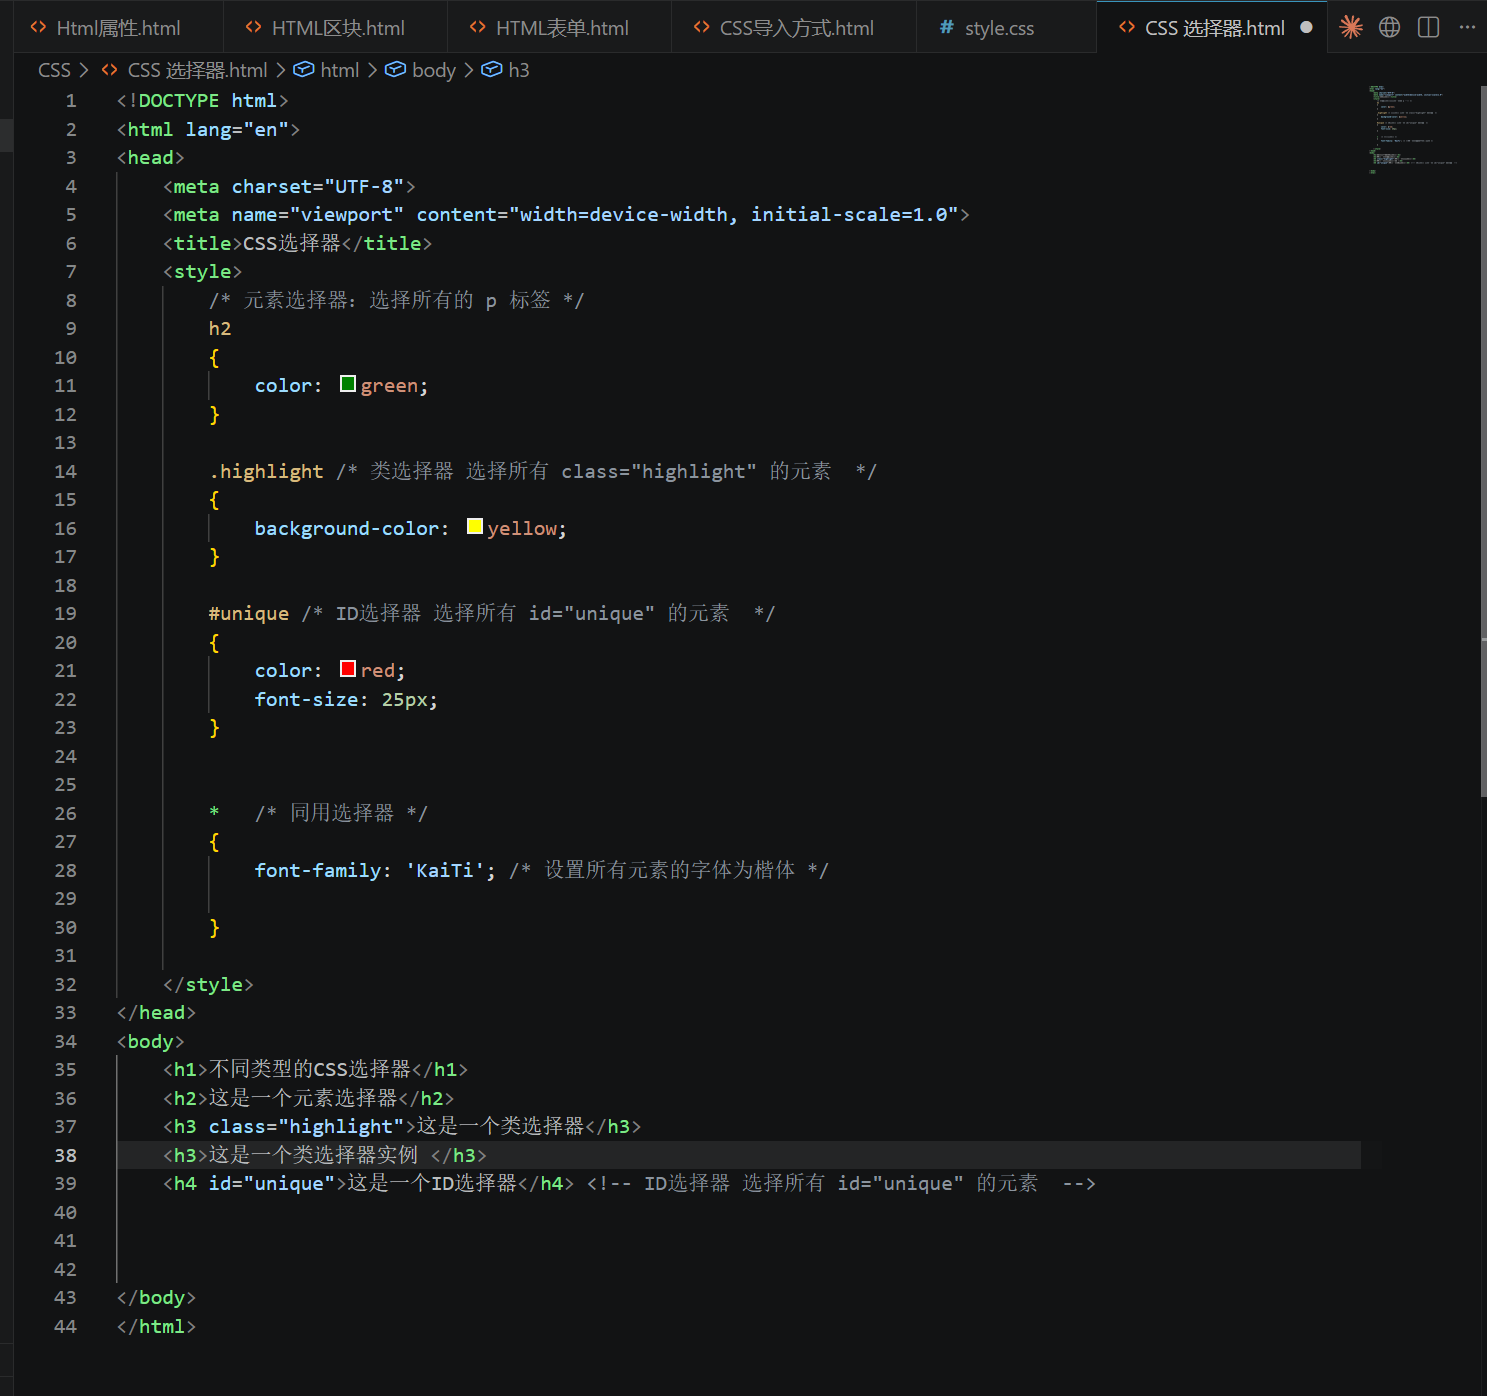 Html属性.html HTML区块.html HTML表单.html CSS导入方式.html # style.css CSS 选择器.html
CSS > CSS 选择器.html > html > body > h3
1 <!DOCTYPE html>
2 <html lang="en">
3 <head>
4 <meta charset="UTF-8">
5 <meta name="viewport" content="width=device-width, initial-scale=1.0">
6 <title>CSS选择器</title>
7 <style>
8 /* 元素选择器：选择所有的 p 标签 */
9 h2
10 {
11 color: green;
12 }
13
14 .highlight /* 类选择器 选择所有 class="highlight" 的元素  */
15 {
16 background-color: yellow;
17 }
18
19 #unique /* ID选择器 选择所有 id="unique" 的元素  */
20 {
21 color: red;
22 font-size: 25px;
23 }
24
25
26 *   /* 同用选择器 */
27 {
28 font-family: 'KaiTi'; /* 设置所有元素的字体为楷体 */
29
30 }
31
32 </style>
33 </head>
34 <body>
35 <h1>不同类型的CSS选择器</h1>
36 <h2>这是一个元素选择器</h2>
37 <h3 class="highlight">这是一个类选择器</h3>
38 <h3>这是一个类选择器实例 </h3>
39 <h4 id="unique">这是一个ID选择器</h4> <!-- ID选择器 选择所有 id="unique" 的元素  -->
40
41
42
43 </body>
44 </html>